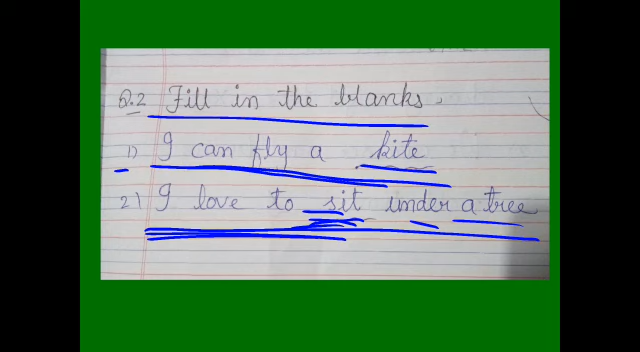 Q.2 Fill in the blanks.
1) I can fly a kite
2) I love to sit under a tree